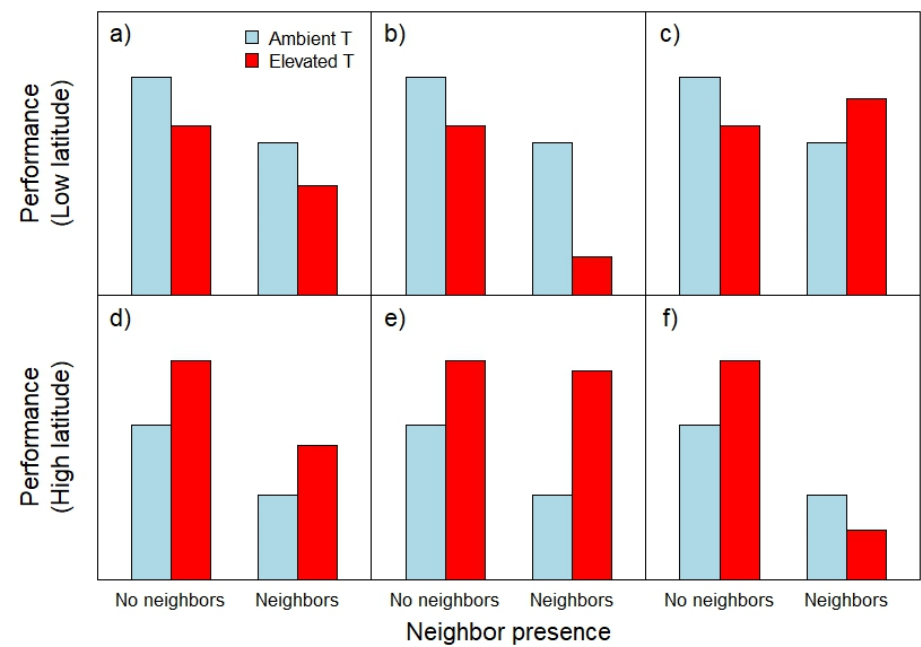 a)
Ambient T
Elevated T
b)
c)
Performance
(Low latitude)
d)
e)
f)
Performance
(High latitude)
No neighbors
Neighbors
No neighbors
Neighbors
No neighbors
Neighbors
Neighbor presence